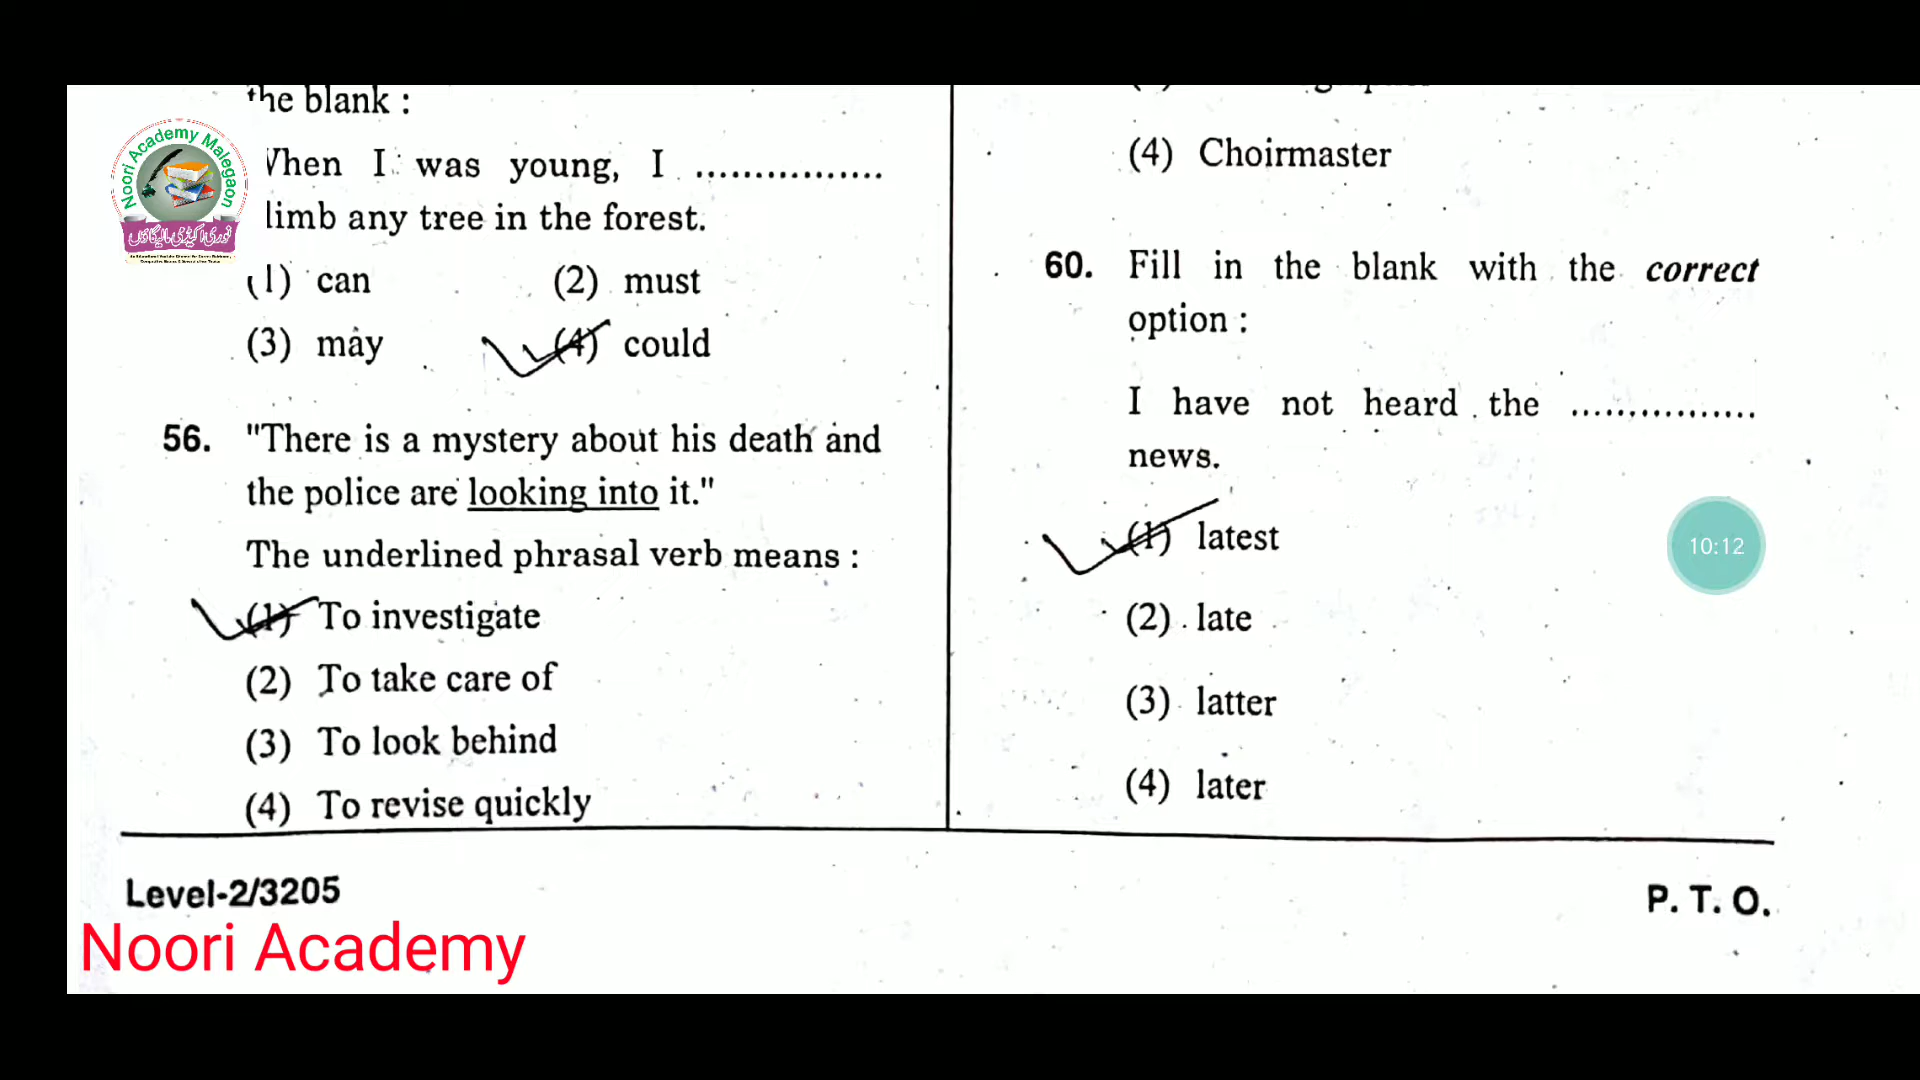 the blank :
When I was young, I ................
limb any tree in the forest.
(1) can (2) must
(3) may (4) could
56. "There is a mystery about his death and
the police are looking into it."
The underlined phrasal verb means :
(1) To investigate
(2) To take care of
(3) To look behind
(4) To revise quickly
(4) Choirmaster
60. Fill in the blank with the correct
option :
I have not heard the ................
news.
(1) latest
(2) late
(3) latter
(4) later
Level-2/3205
P. T. O.
Noori Academy
Noori Academy Malegaon
نوری اکیڈمی مالیگاؤں
10:12